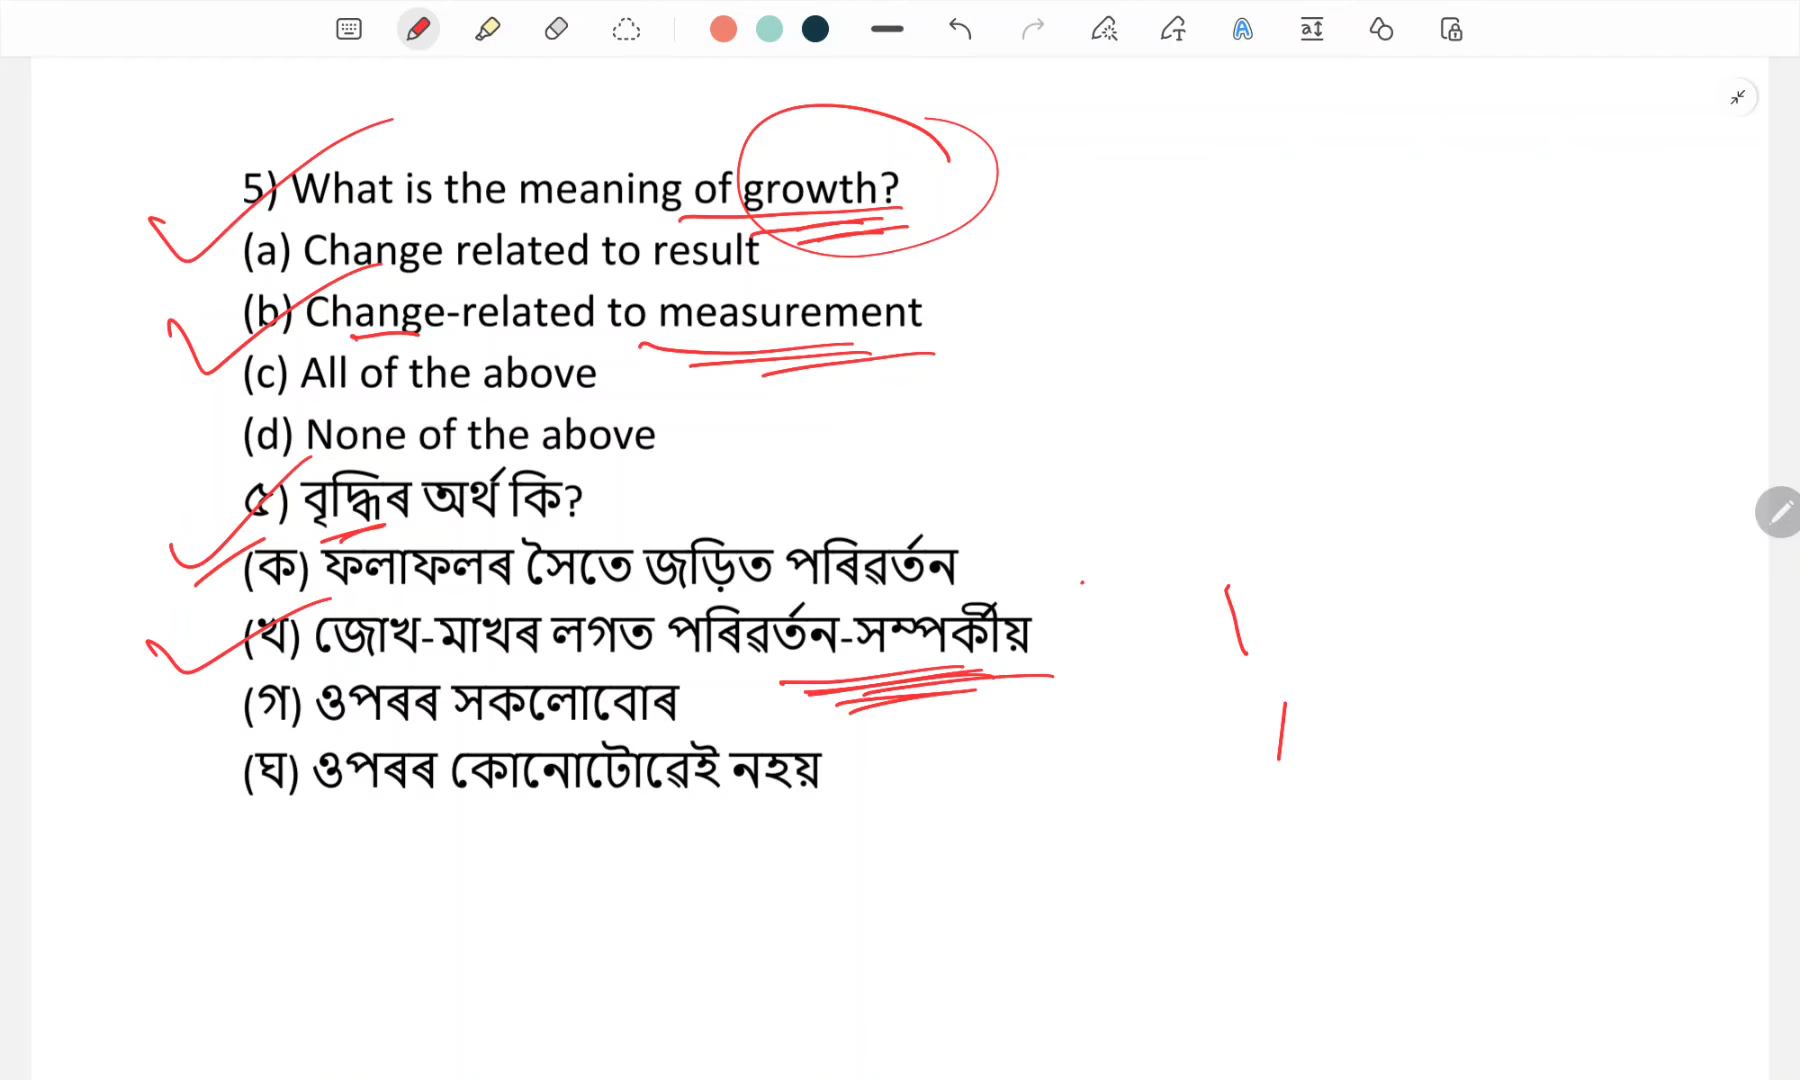 5) What is the meaning of growth?
(a) Change related to result
(b) Change-related to measurement
(c) All of the above
(d) None of the above
৫) বৃদ্ধিৰ অৰ্থ কি?
(ক) ফলাফলৰ সৈতে জড়িত পৰিৱৰ্তন
(খ) জোখ-মাখৰ লগত পৰিৱৰ্তন-সম্পৰ্কীয়
(গ) ওপৰৰ সকলোবোৰ
(ঘ) ওপৰৰ কোনোটোৱেই নহয়